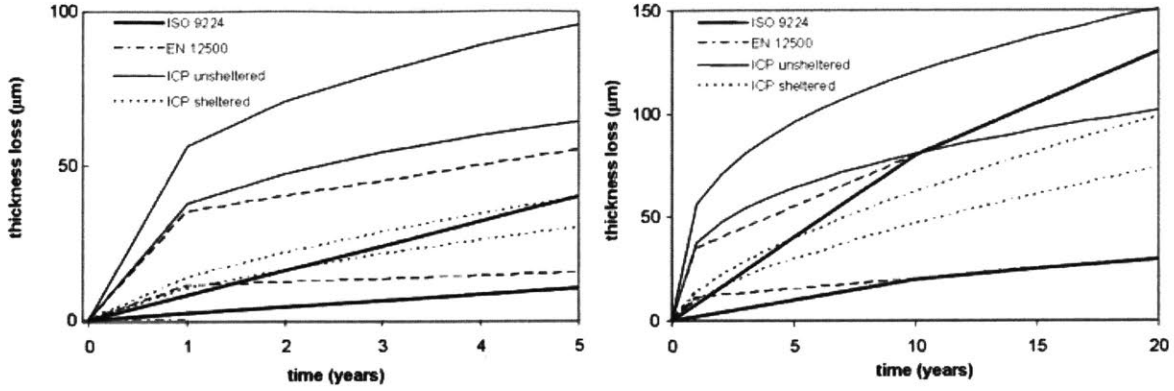 100
ISO 9224
EN 12500
ICP unsheltered
ICP sheltered
50
0
thickness loss (μm)
0 1 2 3 4 5
time (years)
150
ISO 9224
EN 12500
ICP unsheltered
ICP sheltered
100
50
0
thickness loss (μm)
0 5 10 15 20
time (years)